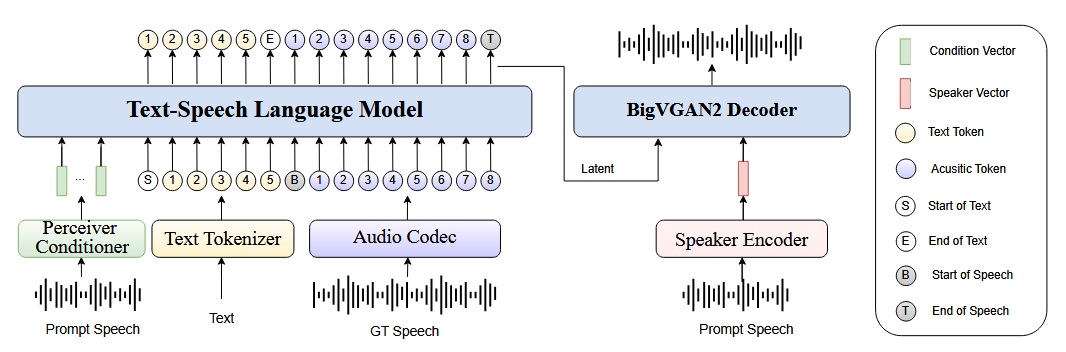 1 2 3 4 5 E 1 2 3 4 5 6 7 8 T
Text-Speech Language Model
BigVGAN2 Decoder
...
S 1 2 3 4 5 B 1 2 3 4 5 6 7 8
Latent
Perceiver
Conditioner
Text Tokenizer
Audio Codec
Speaker Encoder
Prompt Speech
Text
GT Speech
Prompt Speech
Condition Vector
Speaker Vector
Text Token
Acusitic Token
S Start of Text
E End of Text
B Start of Speech
T End of Speech